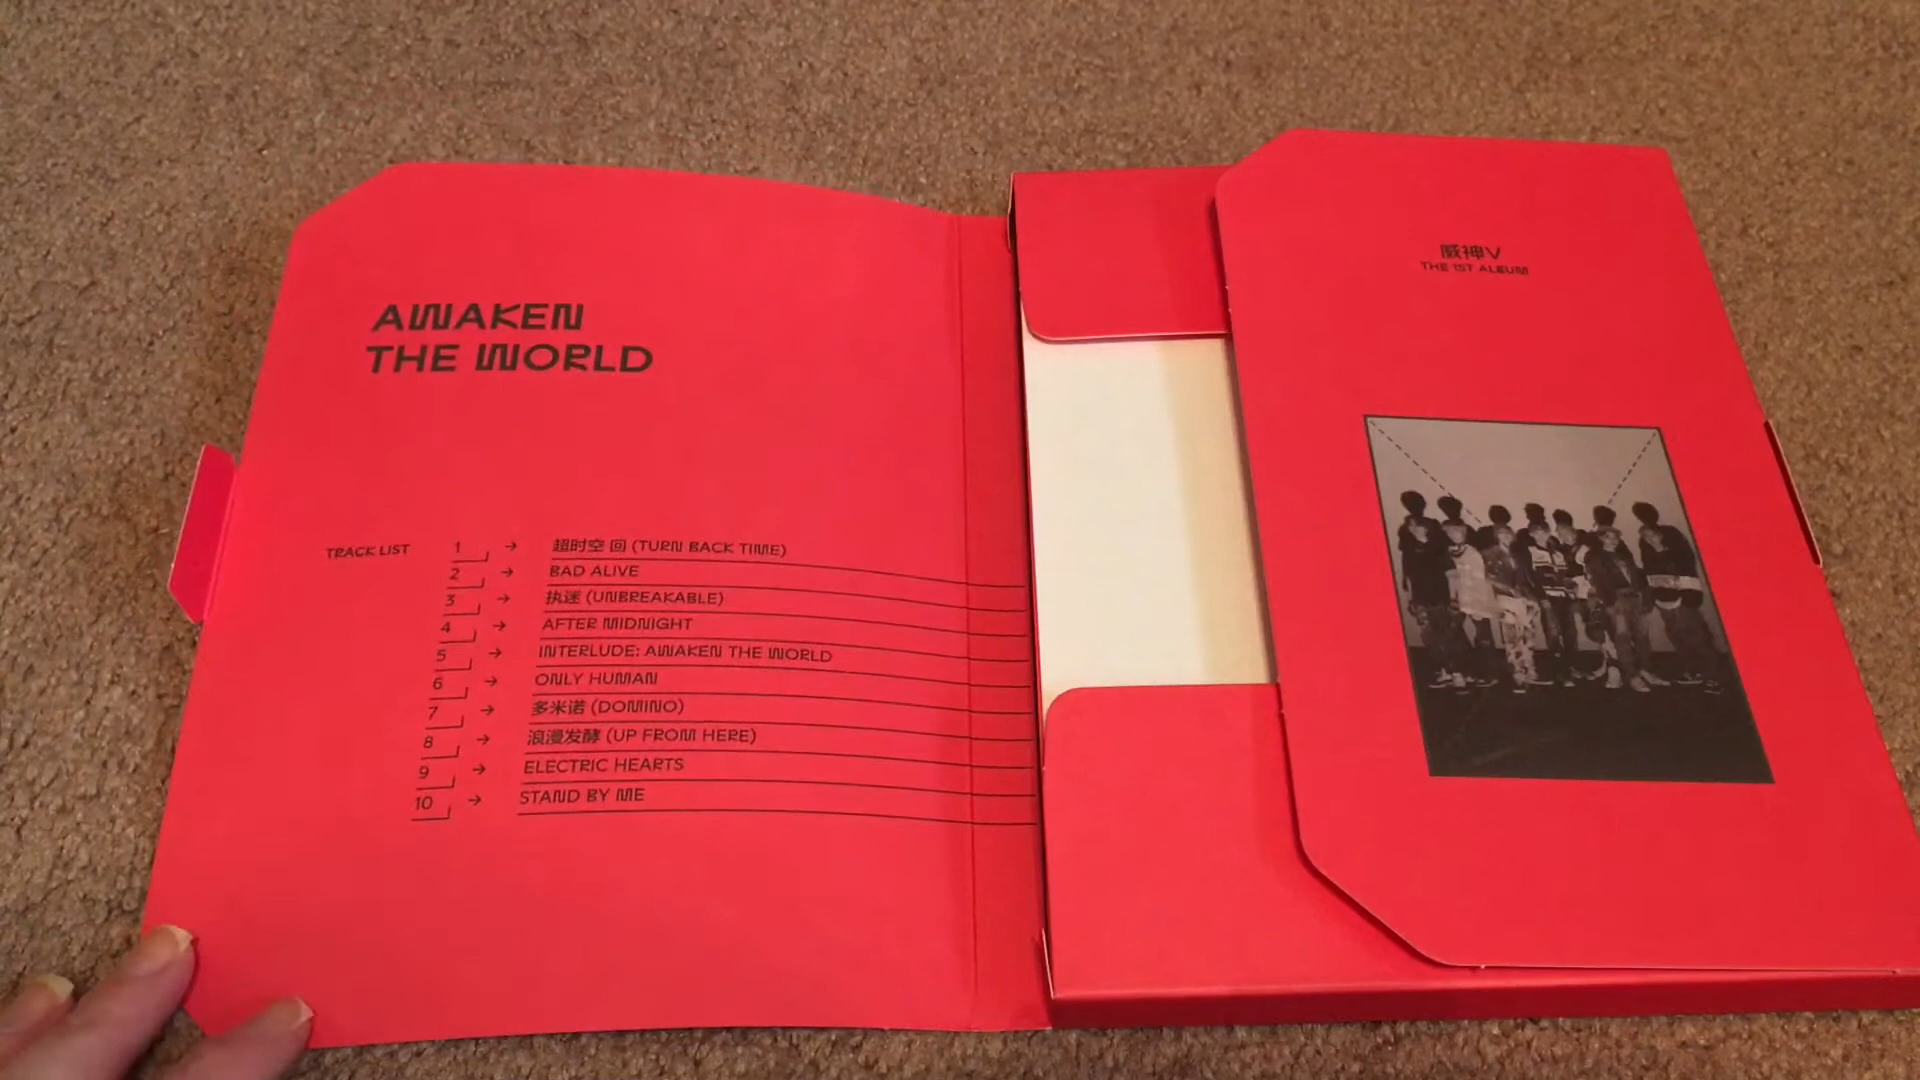 AWAKEN
THE WORLD
TRACK LIST
1 → 超时空 回 (TURN BACK TIME)
2 → BAD ALIVE
3 → 执迷 (UNBREAKABLE)
4 → AFTER MIDNIGHT
5 → INTERLUDE: AWAKEN THE WORLD
6 → ONLY HUMAN
7 → 多米诺 (DOMINO)
8 → 浪漫发酵 (UP FROM HERE)
9 → ELECTRIC HEARTS
10 → STAND BY ME
威神V
THE 1ST ALBUM